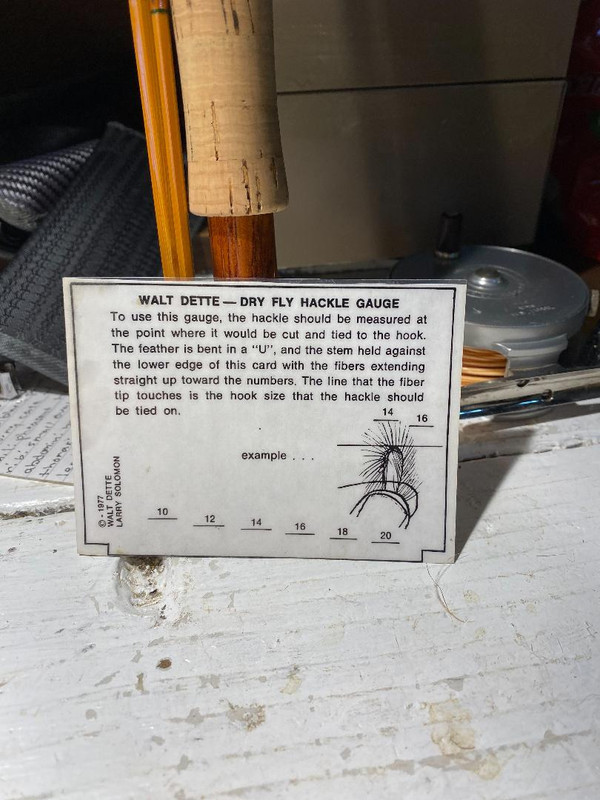 WALT DETTE — DRY FLY HACKLE GAUGE
To use this gauge, the hackle should be measured at
the point where it would be cut and tied to the hook.
The feather is bent in a "U", and the stem held against
the lower edge of this card with the fibers extending
straight up toward the numbers. The line that the fiber
tip touches is the hook size that the hackle should
be tied on.
14 16
example . . .
© - 1977
WALT DETTE
LARRY SOLOMON
10 12 14 16 18 20